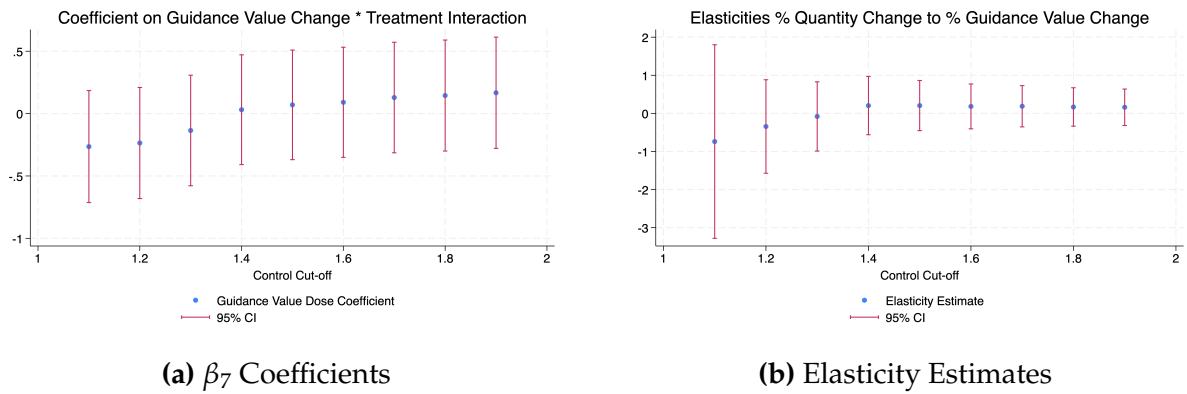 Coefficient on Guidance Value Change * Treatment Interaction
.5
0
-.5
-1
1 1.2 1.4 1.6 1.8 2
Control Cut-off
Guidance Value Dose Coefficient
95% CI
(a) β7 Coefficients
Elasticities % Quantity Change to % Guidance Value Change
2
1
0
-1
-2
-3
1 1.2 1.4 1.6 1.8 2
Control Cut-off
Elasticity Estimate
95% CI
(b) Elasticity Estimates